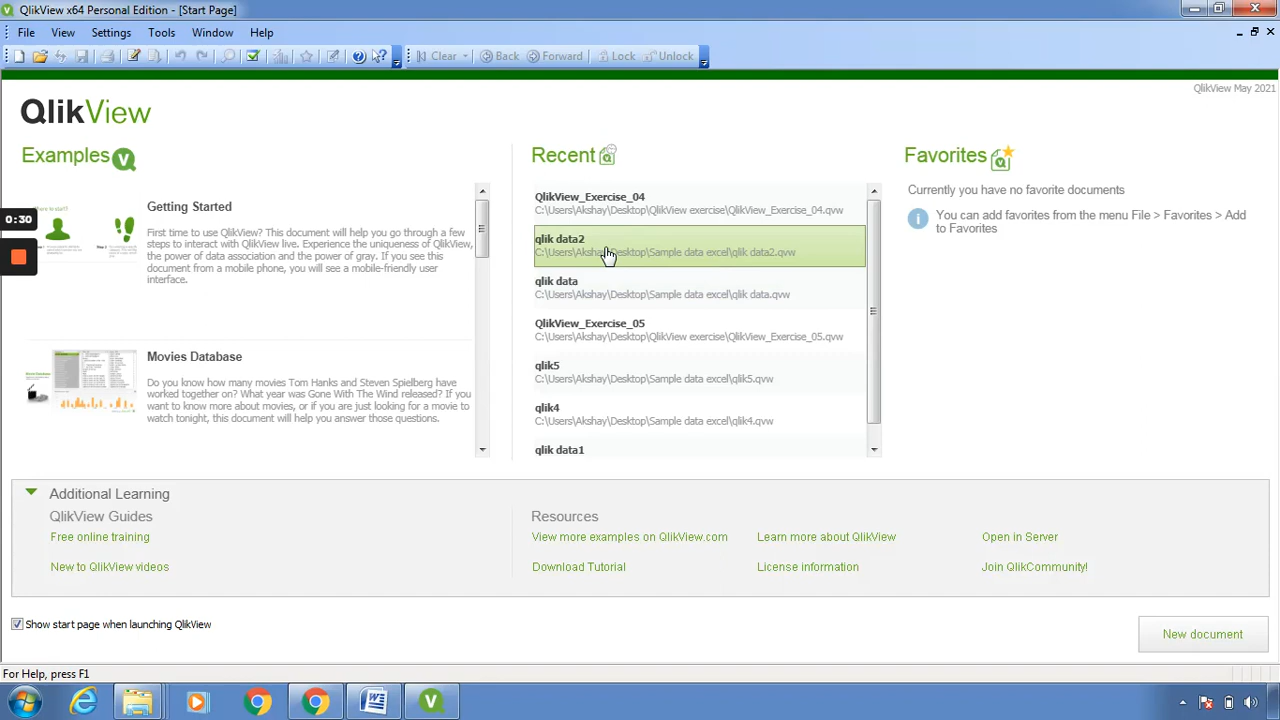 QlikView x64 Personal Edition - [Start Page]
File View Settings Tools Window Help
Clear Back Forward Lock Unlock
QlikView May 2021
QlikView
Examples
Getting Started
First time to use QlikView? This document will help you go through a few
steps to interact with QlikView live. Experience the uniqueness of QlikView,
the power of data association and the power of gray. If you see this
document from a mobile phone, you will see a mobile-friendly user
interface.
Movies Database
Do you know how many movies Tom Hanks and Steven Spielberg have
worked together on? What year was Gone With The Wind released? If you
want to know more about movies, or if you are just looking for a movie to
watch tonight, this document will help you answer those questions.
0:30
Recent
QlikView_Exercise_04
C:\Users\Akshay\Desktop\QlikView exercise\QlikView_Exercise_04.qvw
qlik data2
C:\Users\Akshay\Desktop\Sample data excel\qlik data2.qvw
qlik data
C:\Users\Akshay\Desktop\Sample data excel\qlik data.qvw
QlikView_Exercise_05
C:\Users\Akshay\Desktop\QlikView exercise\QlikView_Exercise_05.qvw
qlik5
C:\Users\Akshay\Desktop\Sample data excel\qlik5.qvw
qlik4
C:\Users\Akshay\Desktop\Sample data excel\qlik4.qvw
qlik data1
Favorites
Currently you have no favorite documents
You can add favorites from the menu File > Favorites > Add
to Favorites
Additional Learning
QlikView Guides
Free online training
New to QlikView videos
Resources
View more examples on QlikView.com
Learn more about QlikView
Open in Server
Download Tutorial
License information
Join QlikCommunity!
Show start page when launching QlikView
New document
For Help, press F1